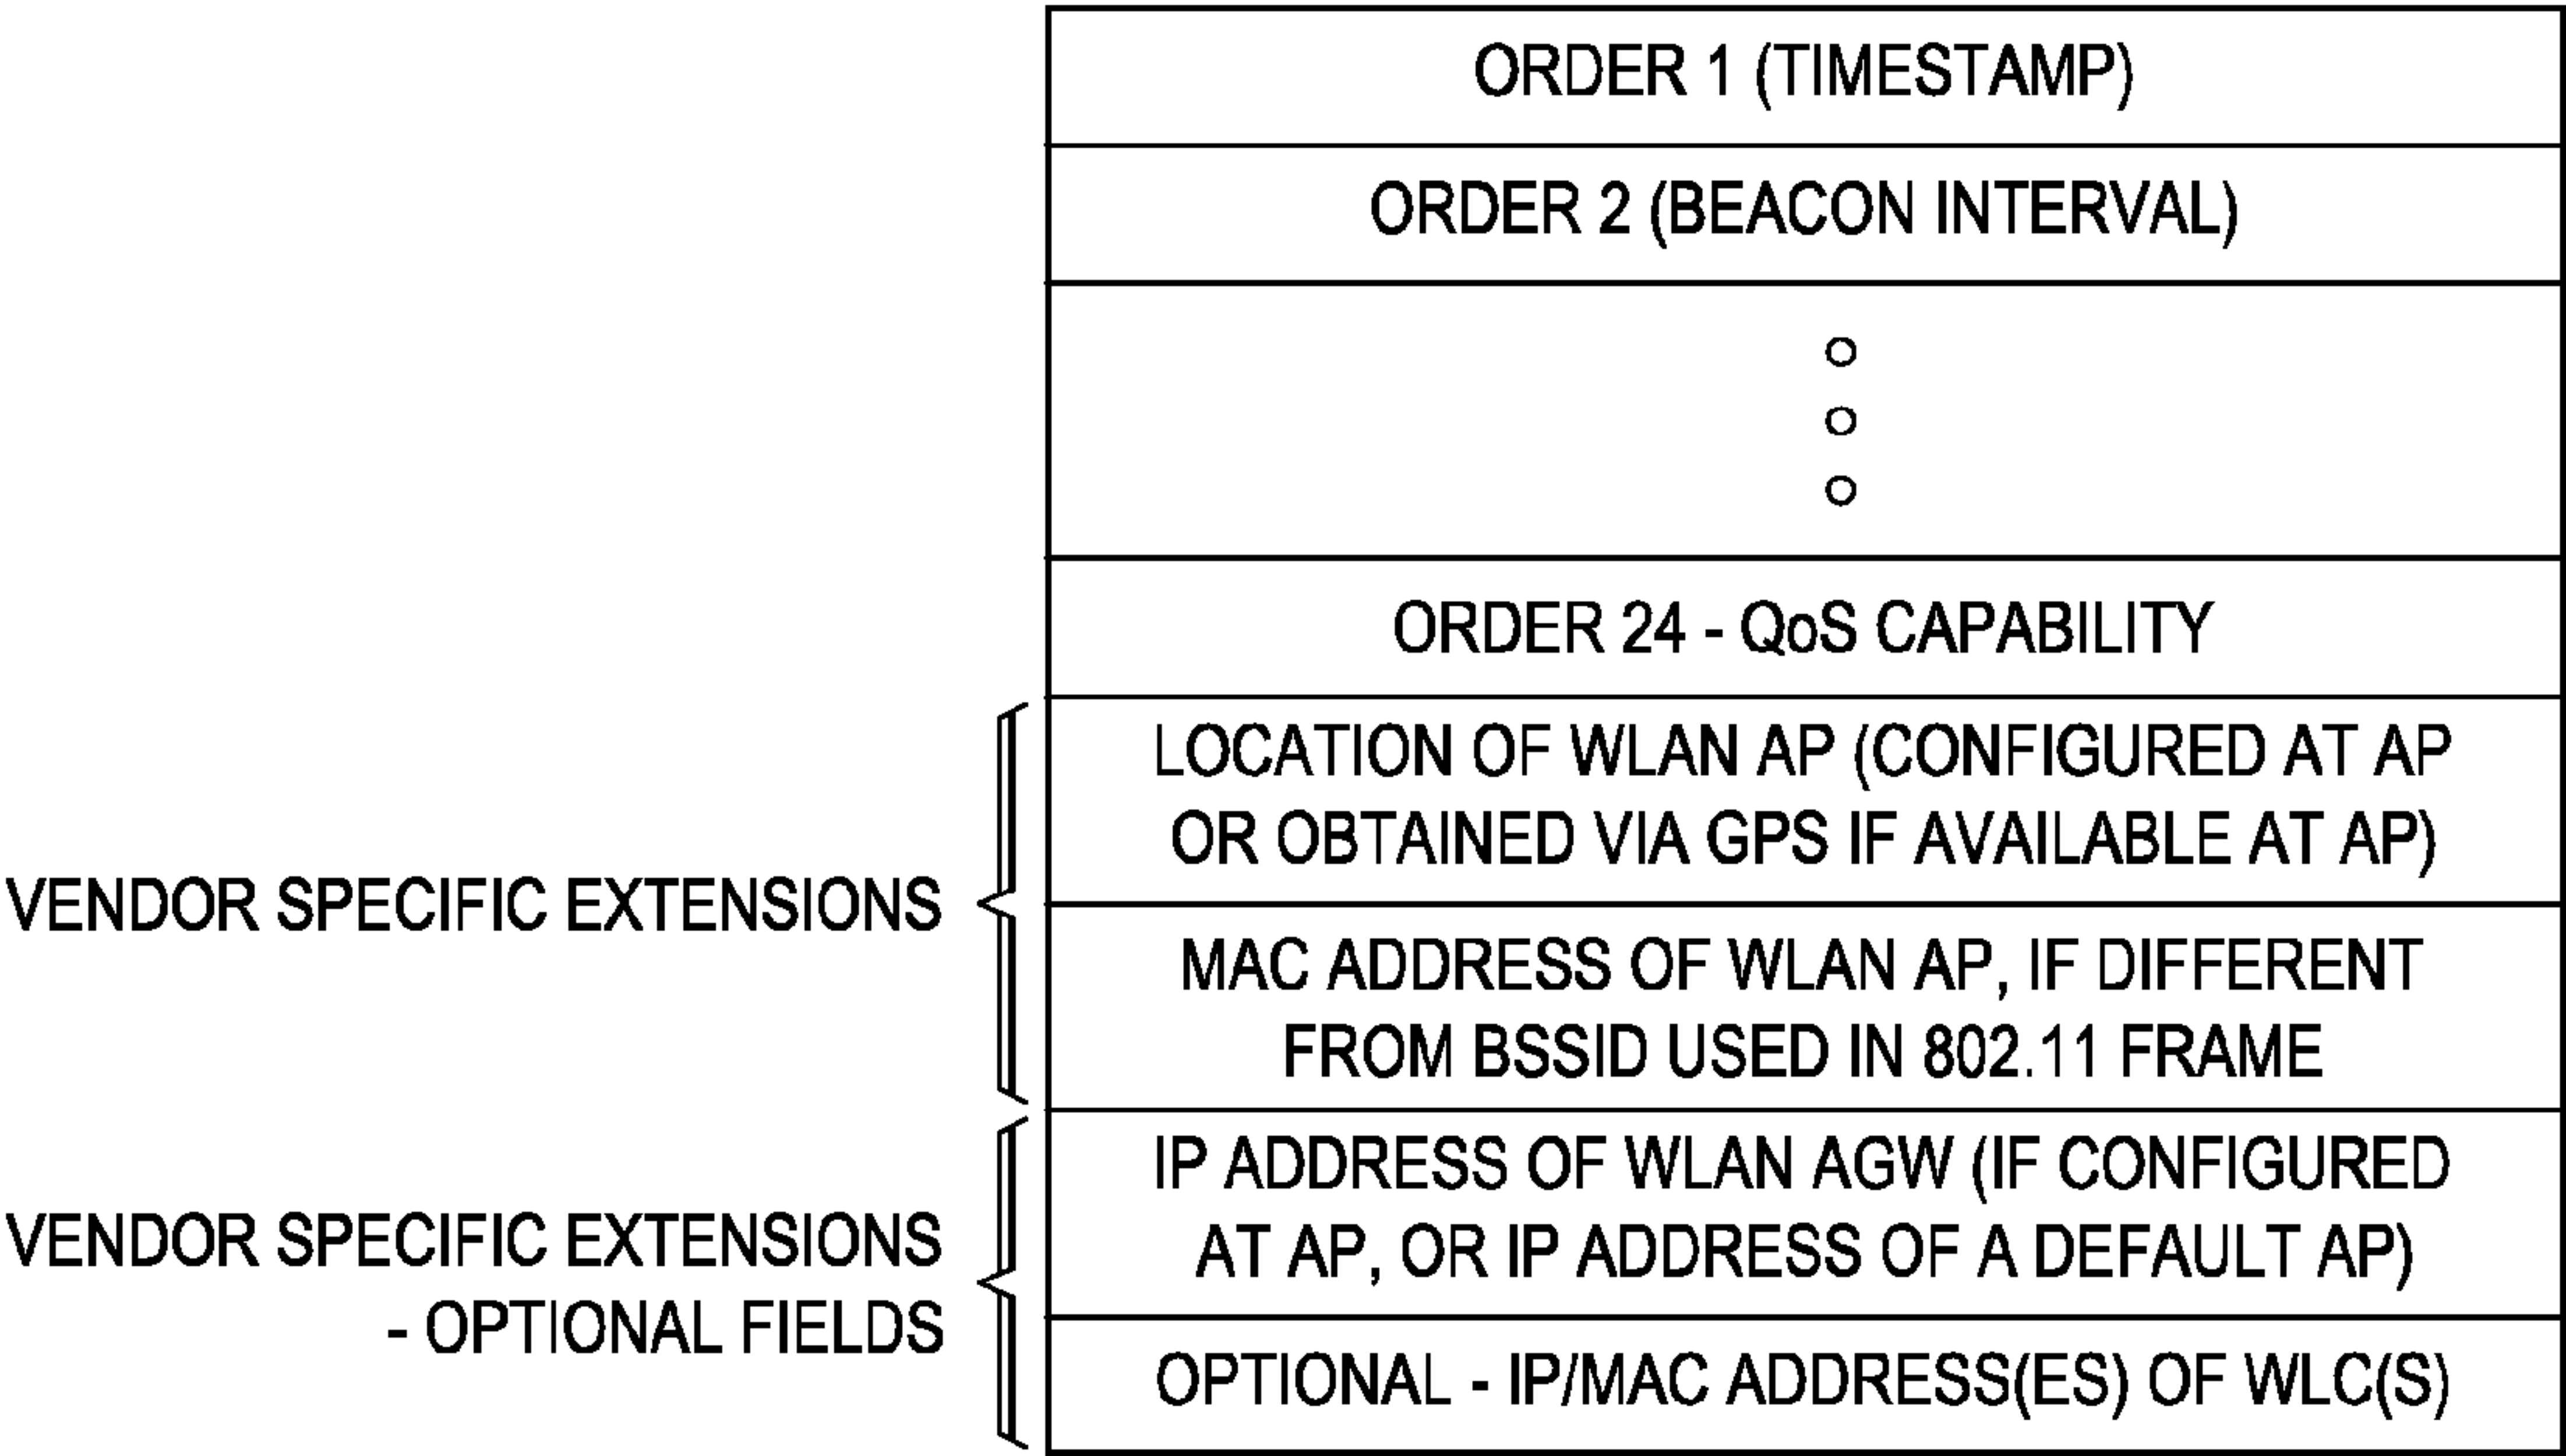 ORDER 1 (TIMESTAMP)
ORDER 2 (BEACON INTERVAL)
ORDER 24 - QoS CAPABILITY
VENDOR SPECIFIC EXTENSIONS
LOCATION OF WLAN AP (CONFIGURED AT AP
OR OBTAINED VIA GPS IF AVAILABLE AT AP)
MAC ADDRESS OF WLAN AP, IF DIFFERENT
FROM BSSID USED IN 802.11 FRAME
VENDOR SPECIFIC EXTENSIONS
- OPTIONAL FIELDS
IP ADDRESS OF WLAN AGW (IF CONFIGURED
AT AP, OR IP ADDRESS OF A DEFAULT AP)
OPTIONAL - IP/MAC ADDRESS(ES) OF WLC(S)